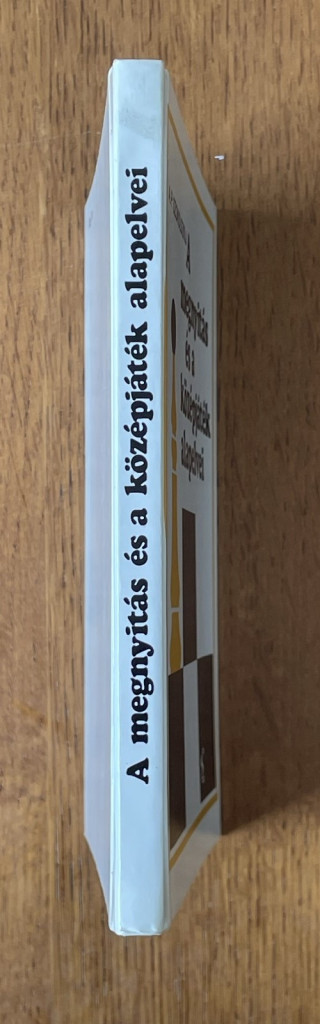 A megnyitás és a középjáték alapelvei
A
megnyitás
és a
középjáték
alapelvei